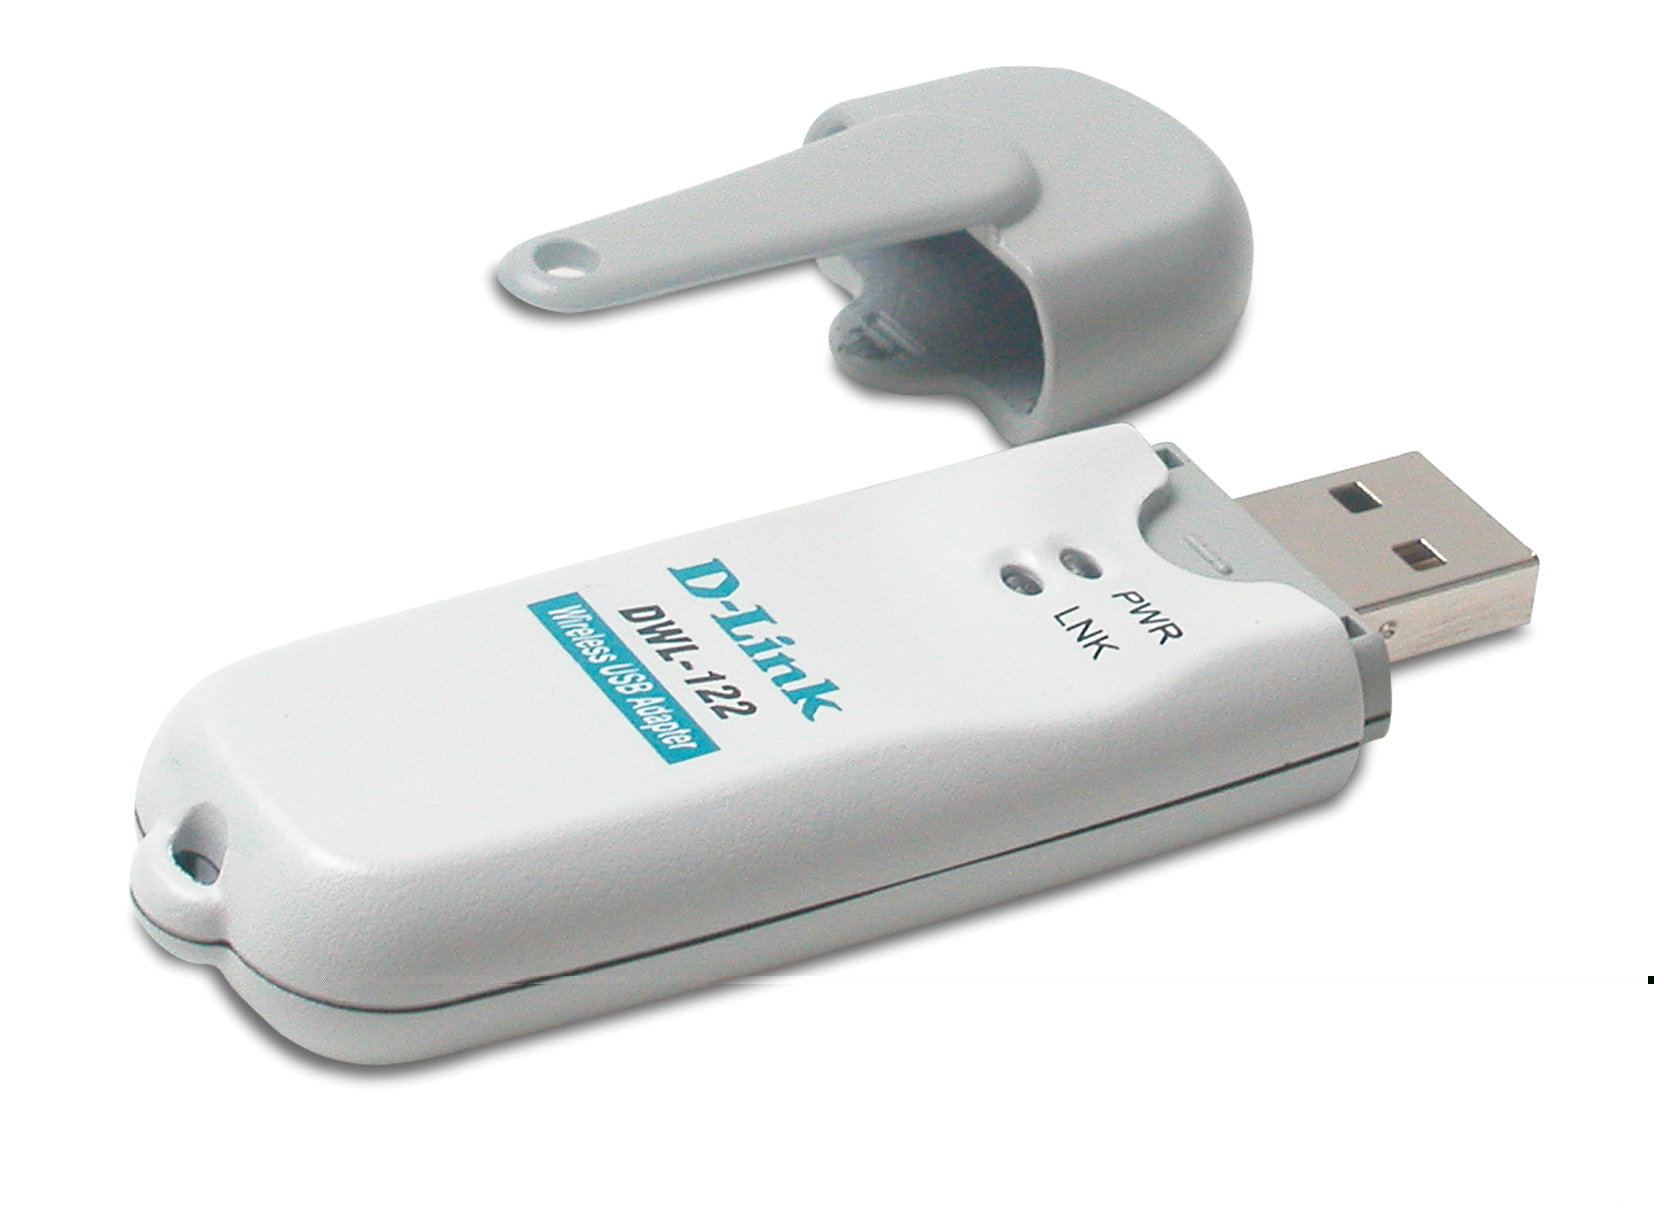 D-Link
DWL-122
Wireless USB Adapter
PWR
LNK